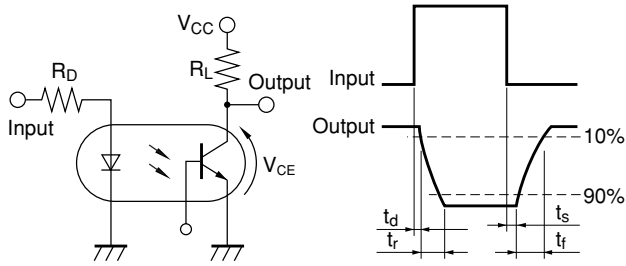 V_CC
R_D
R_L
Output
Input
V_CE
Input
Output
10%
90%
t_d
t_s
t_r
t_f